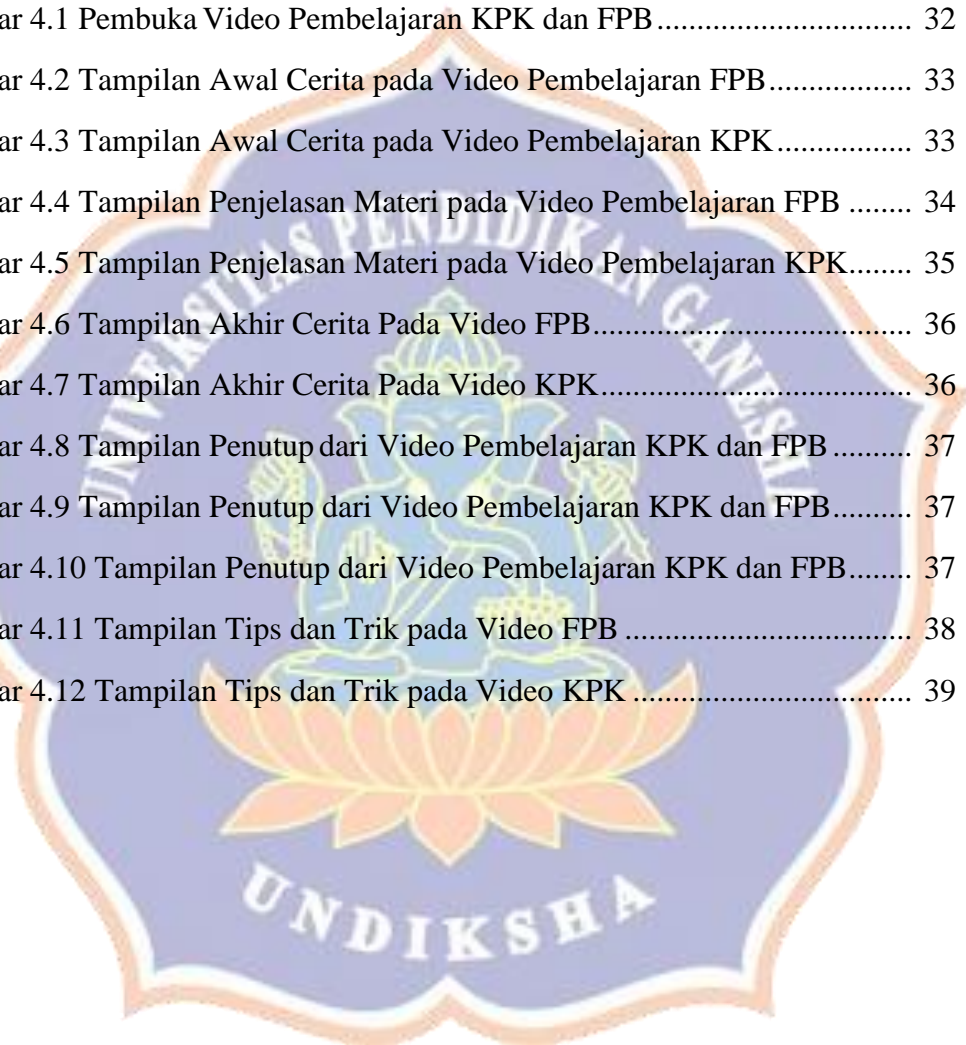 ar 4.1 Pembuka Video Pembelajaran KPK dan FPB ................................. 32
ar 4.2 Tampilan Awal Cerita pada Video Pembelajaran FPB ................. 33
ar 4.3 Tampilan Awal Cerita pada Video Pembelajaran KPK ................ 33
ar 4.4 Tampilan Penjelasan Materi pada Video Pembelajaran FPB ........ 34
ar 4.5 Tampilan Penjelasan Materi pada Video Pembelajaran KPK ........ 35
ar 4.6 Tampilan Akhir Cerita Pada Video FPB ......................................... 36
ar 4.7 Tampilan Akhir Cerita Pada Video KPK ........................................ 36
ar 4.8 Tampilan Penutup dari Video Pembelajaran KPK dan FPB .......... 37
ar 4.9 Tampilan Penutup dari Video Pembelajaran KPK dan FPB .......... 37
ar 4.10 Tampilan Penutup dari Video Pembelajaran KPK dan FPB ........ 37
ar 4.11 Tampilan Tips dan Trik pada Video FPB ..................................... 38
ar 4.12 Tampilan Tips dan Trik pada Video KPK .................................... 39
UNIVERSITAS PENDIDIKAN GANESHA
UNDIKSHA